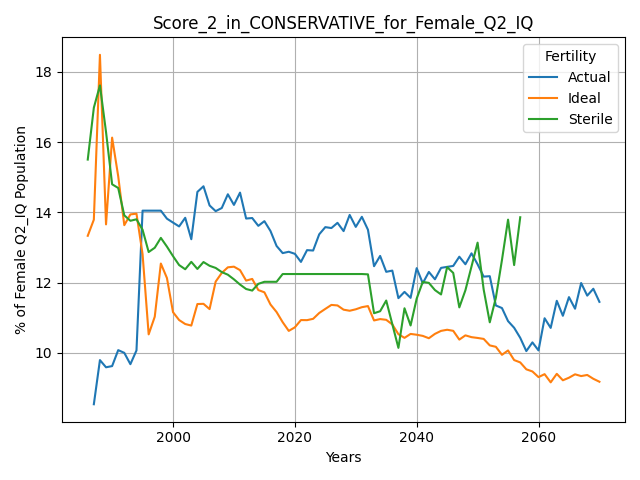 Score_2_in_CONSERVATIVE_for_Female_Q2_IQ
% of Female Q2_IQ Population
18
16
14
12
10
2000 2020 2040 2060
Years
Fertility
Actual
Ideal
Sterile